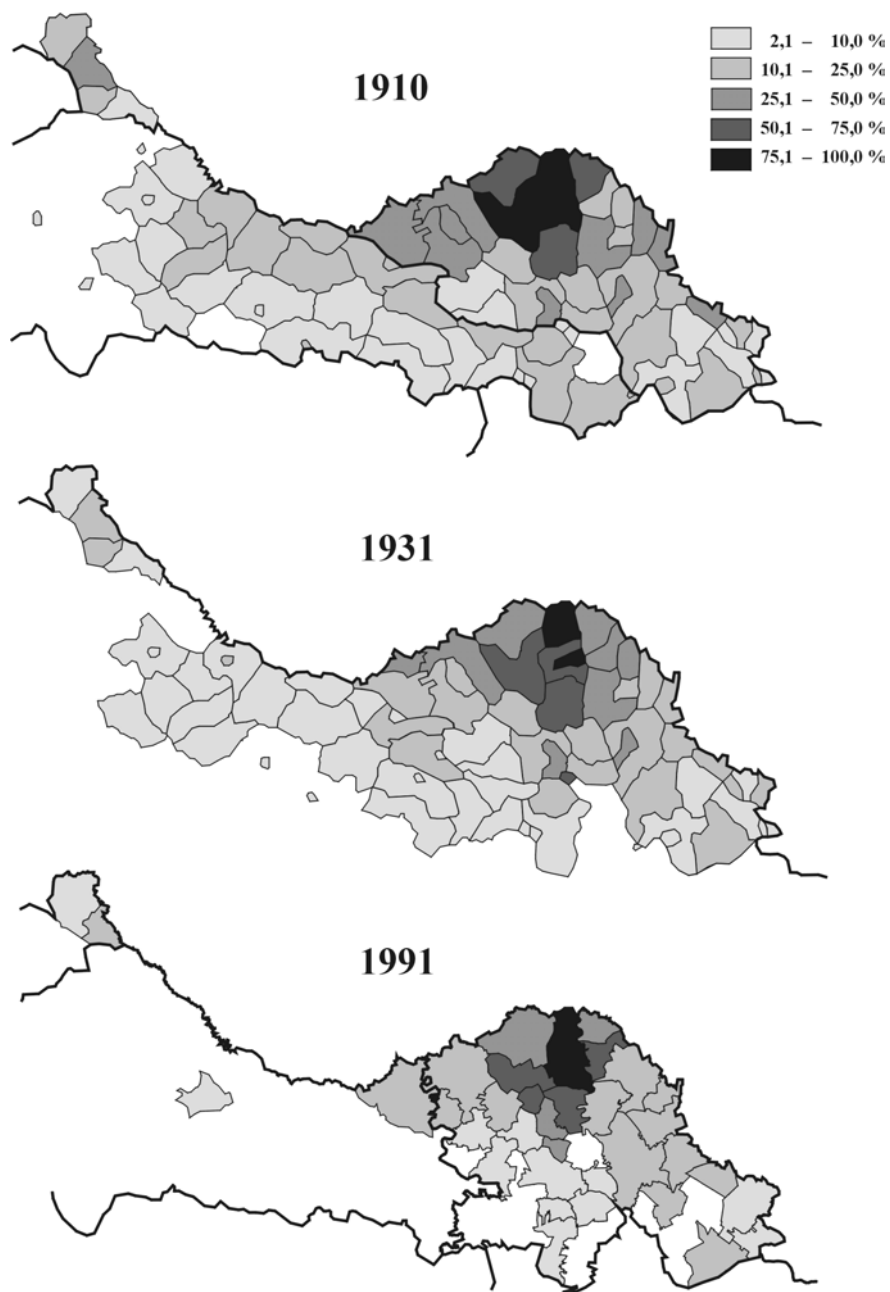 2,1 – 10,0 ‰
10,1 – 25,0 ‰
25,1 – 50,0 ‰
50,1 – 75,0 ‰
75,1 – 100,0 ‰
1910
1931
1991